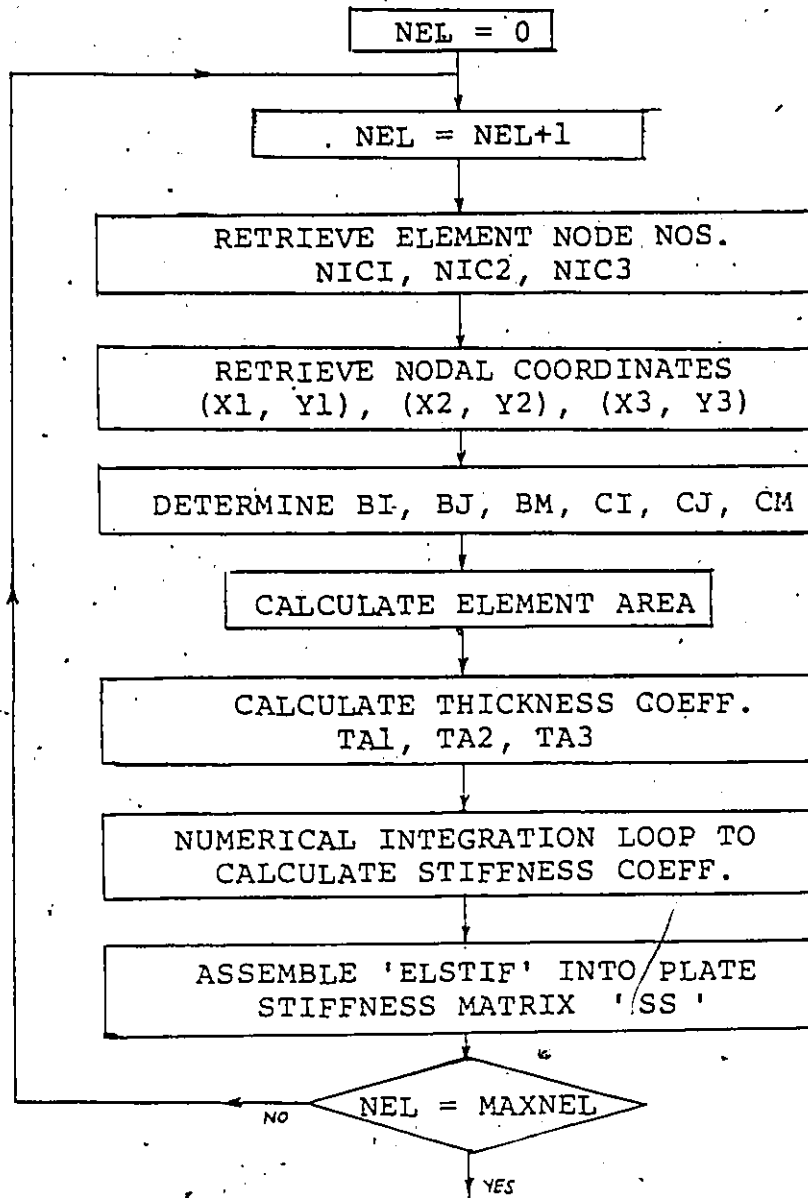 NEL = 0
NEL = NEL+1
RETRIEVE ELEMENT NODE NOS.
NIC1, NIC2, NIC3
RETRIEVE NODAL COORDINATES
(X1, Y1), (X2, Y2), (X3, Y3)
DETERMINE BI, BJ, BM, CI, CJ, CM
CALCULATE ELEMENT AREA
CALCULATE THICKNESS COEFF.
TA1, TA2, TA3
NUMERICAL INTEGRATION LOOP TO
CALCULATE STIFFNESS COEFF.
ASSEMBLE 'ELSTIF' INTO PLATE
STIFFNESS MATRIX 'SS'
NEL = MAXNEL
NO
YES